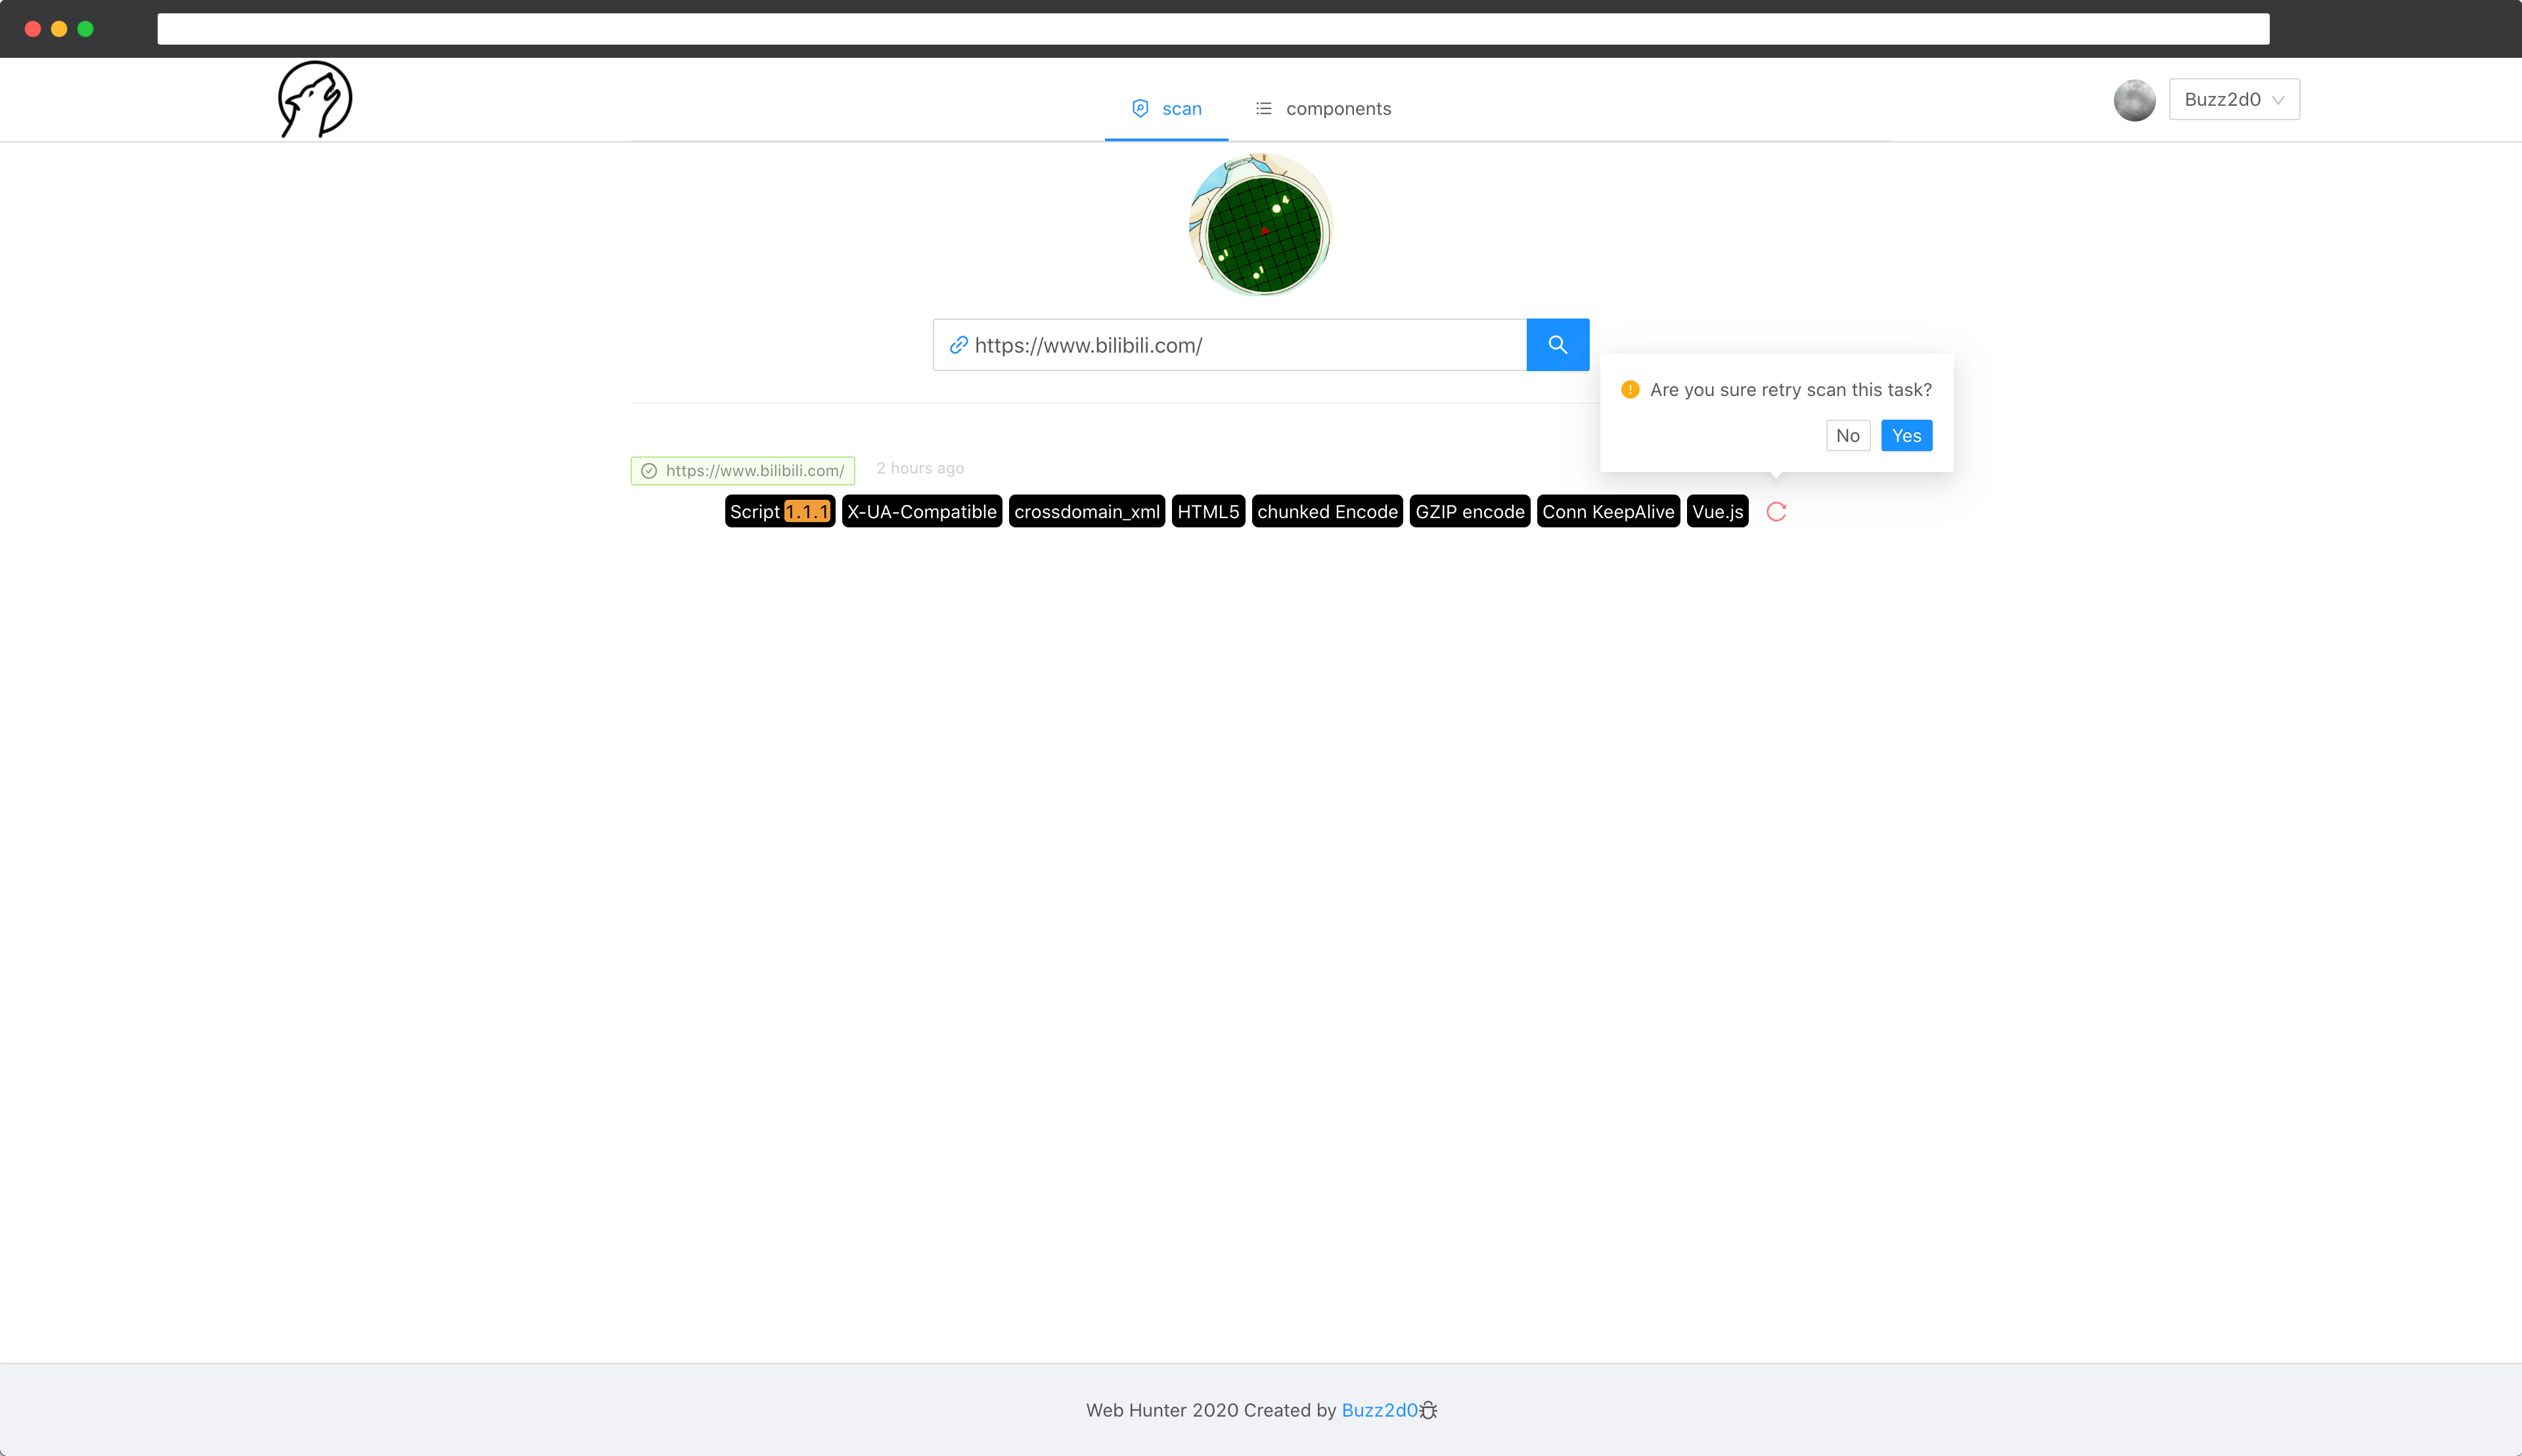 scan
components
Buzz2d0
https://www.bilibili.com/
Are you sure retry scan this task?
No
Yes
https://www.bilibili.com/
2 hours ago
Script 1.1.1 X-UA-Compatible crossdomain_xml HTML5 chunked Encode GZIP encode Conn KeepAlive Vue.js
Web Hunter 2020 Created by Buzz2d0